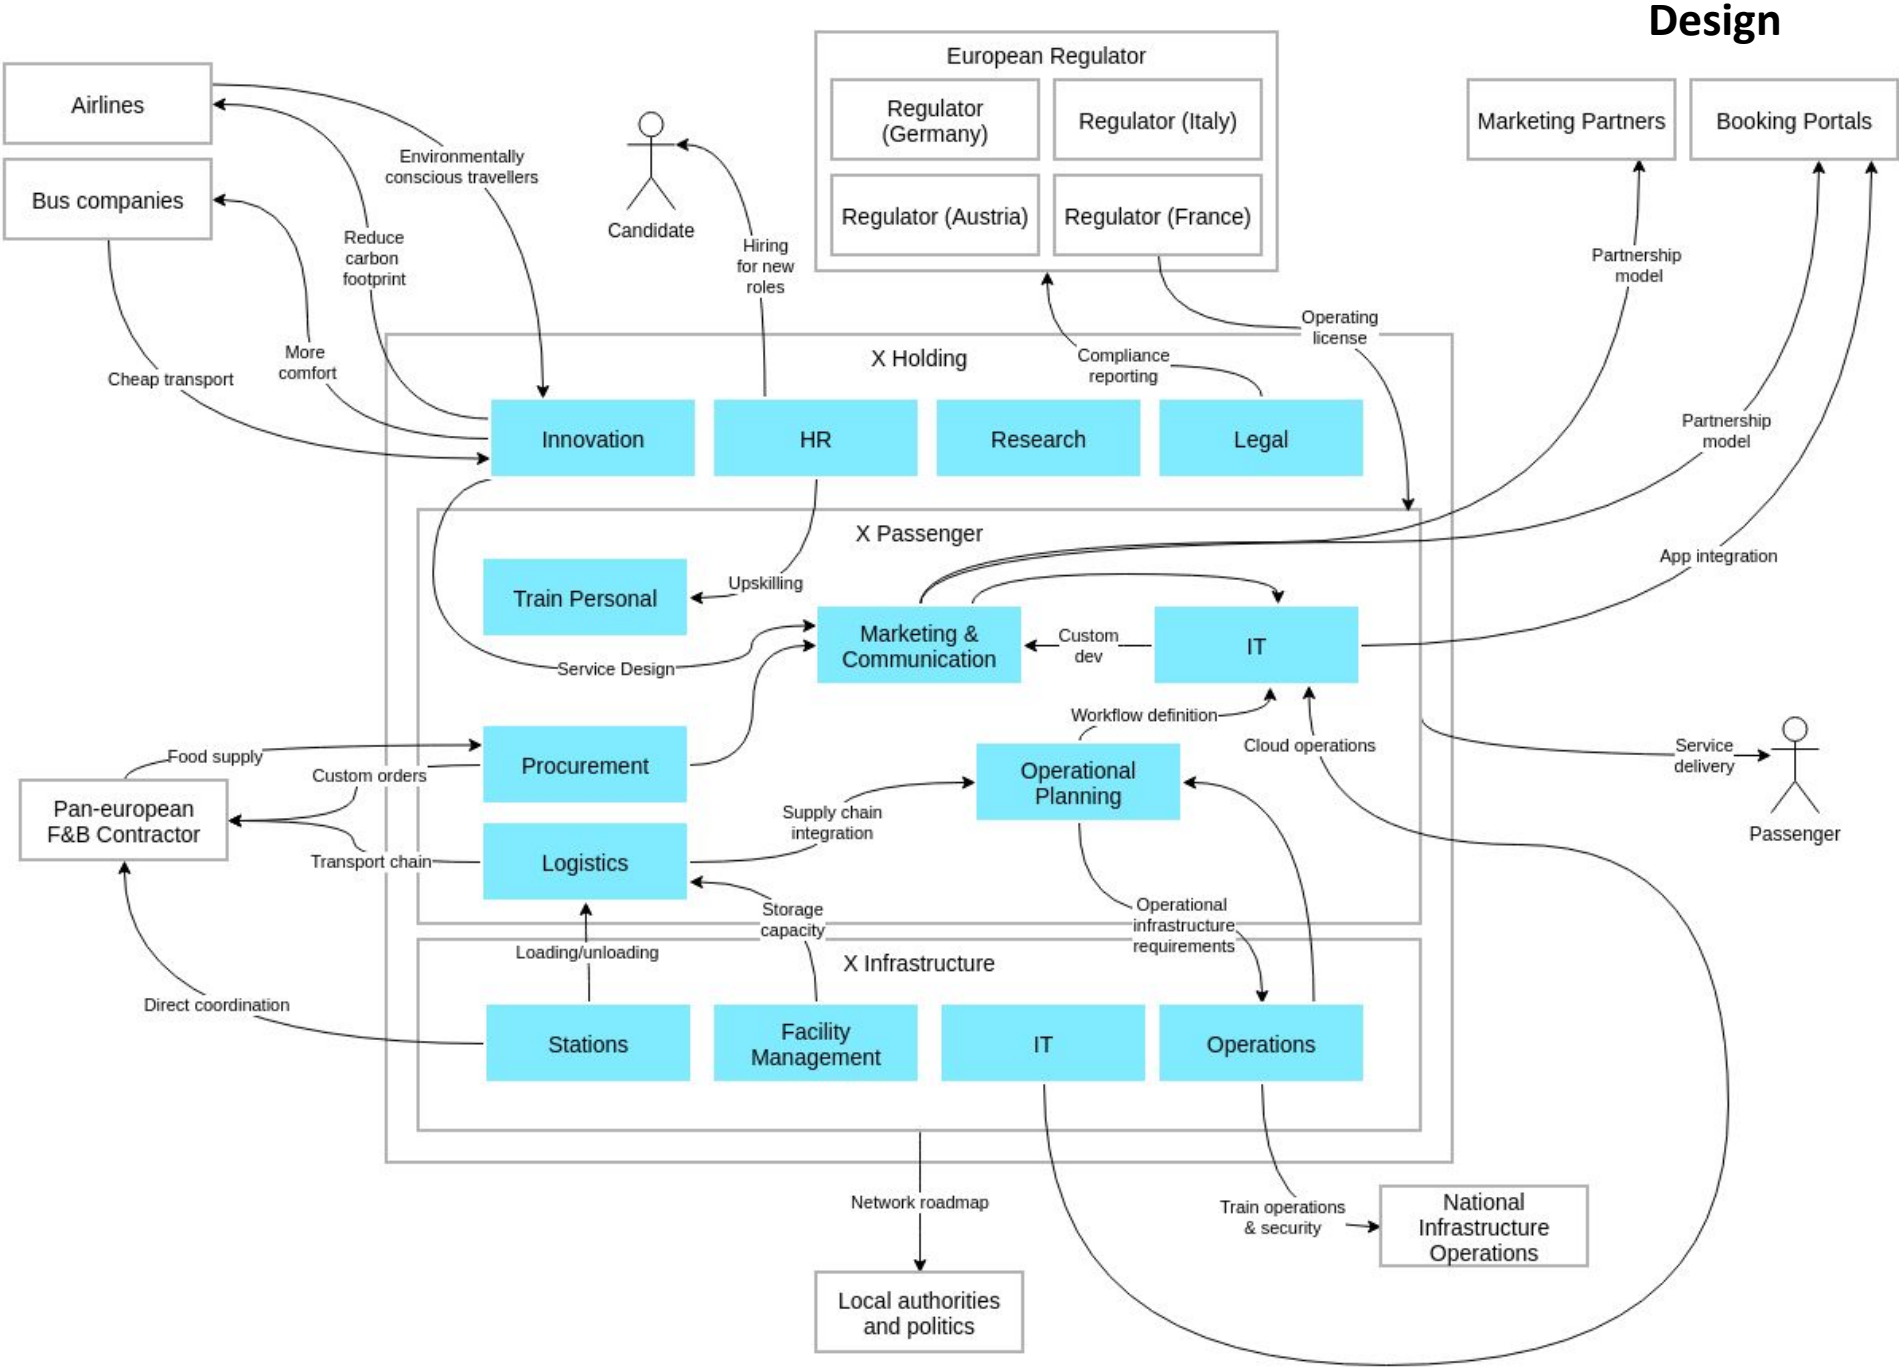 Design
European Regulator
Airlines
Regulator
(Germany)
Regulator (Italy)
Marketing Partners
Booking Portals
Environmentally
conscious travellers
Bus companies
Regulator (Austria)
Regulator (France)
Candidate
Reduce
carbon
footprint
Hiring
for new
roles
Partnership
model
Operating
license
More
comfort
Cheap transport
X Holding
Compliance
reporting
Innovation
HR
Research
Legal
Partnership
model
X Passenger
App integration
Train Personal
Upskilling
Marketing &
Communication
Custom
dev
IT
Service Design
Workflow definition
Cloud operations
Service
delivery
Food supply
Custom orders
Procurement
Operational
Planning
Pan-european
F&B Contractor
Supply chain
integration
Passenger
Transport chain
Logistics
Storage
capacity
Operational
infrastructure
requirements
Loading/unloading
X Infrastructure
Direct coordination
Stations
Facility
Management
IT
Operations
Network roadmap
Train operations
& security
National
Infrastructure
Operations
Local authorities
and politics